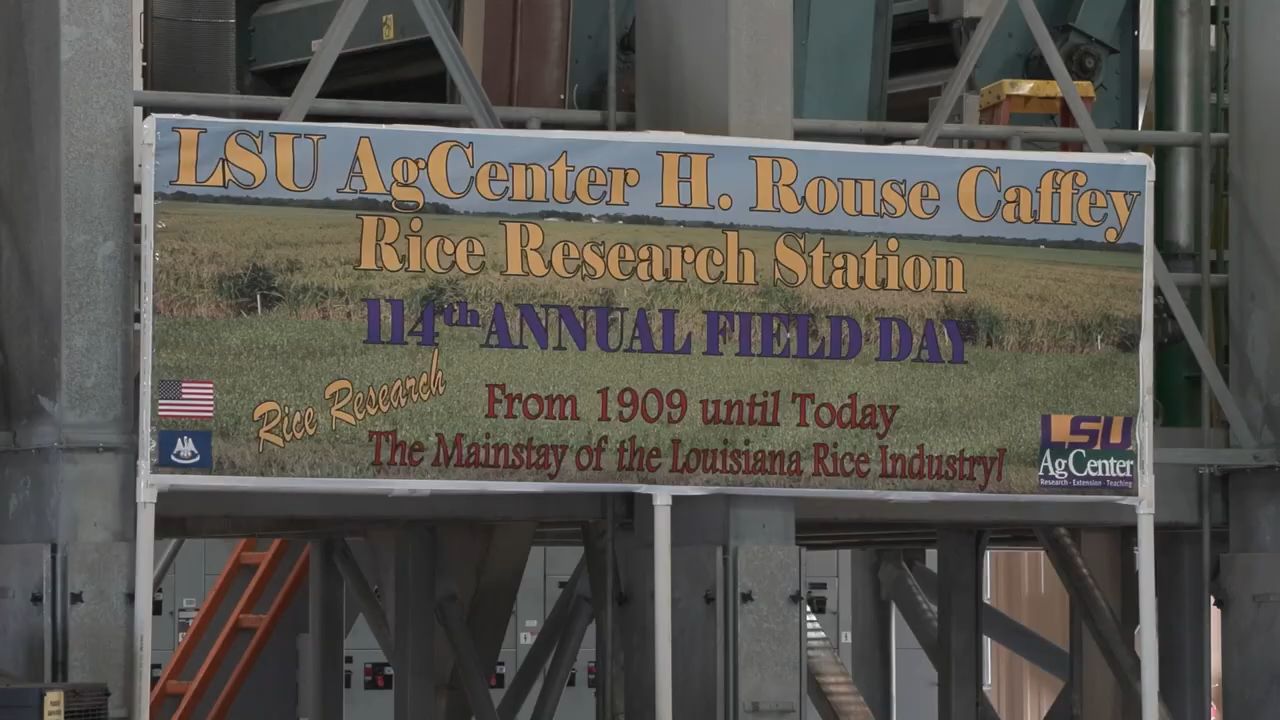 LSU AgCenter H. Rouse Caffey
Rice Research Station
114th ANNUAL FIELD DAY
Rice Research
From 1909 until Today
The Mainstay of the Louisiana Rice Industry!
LSU
AgCenter
Research · Extension · Teaching